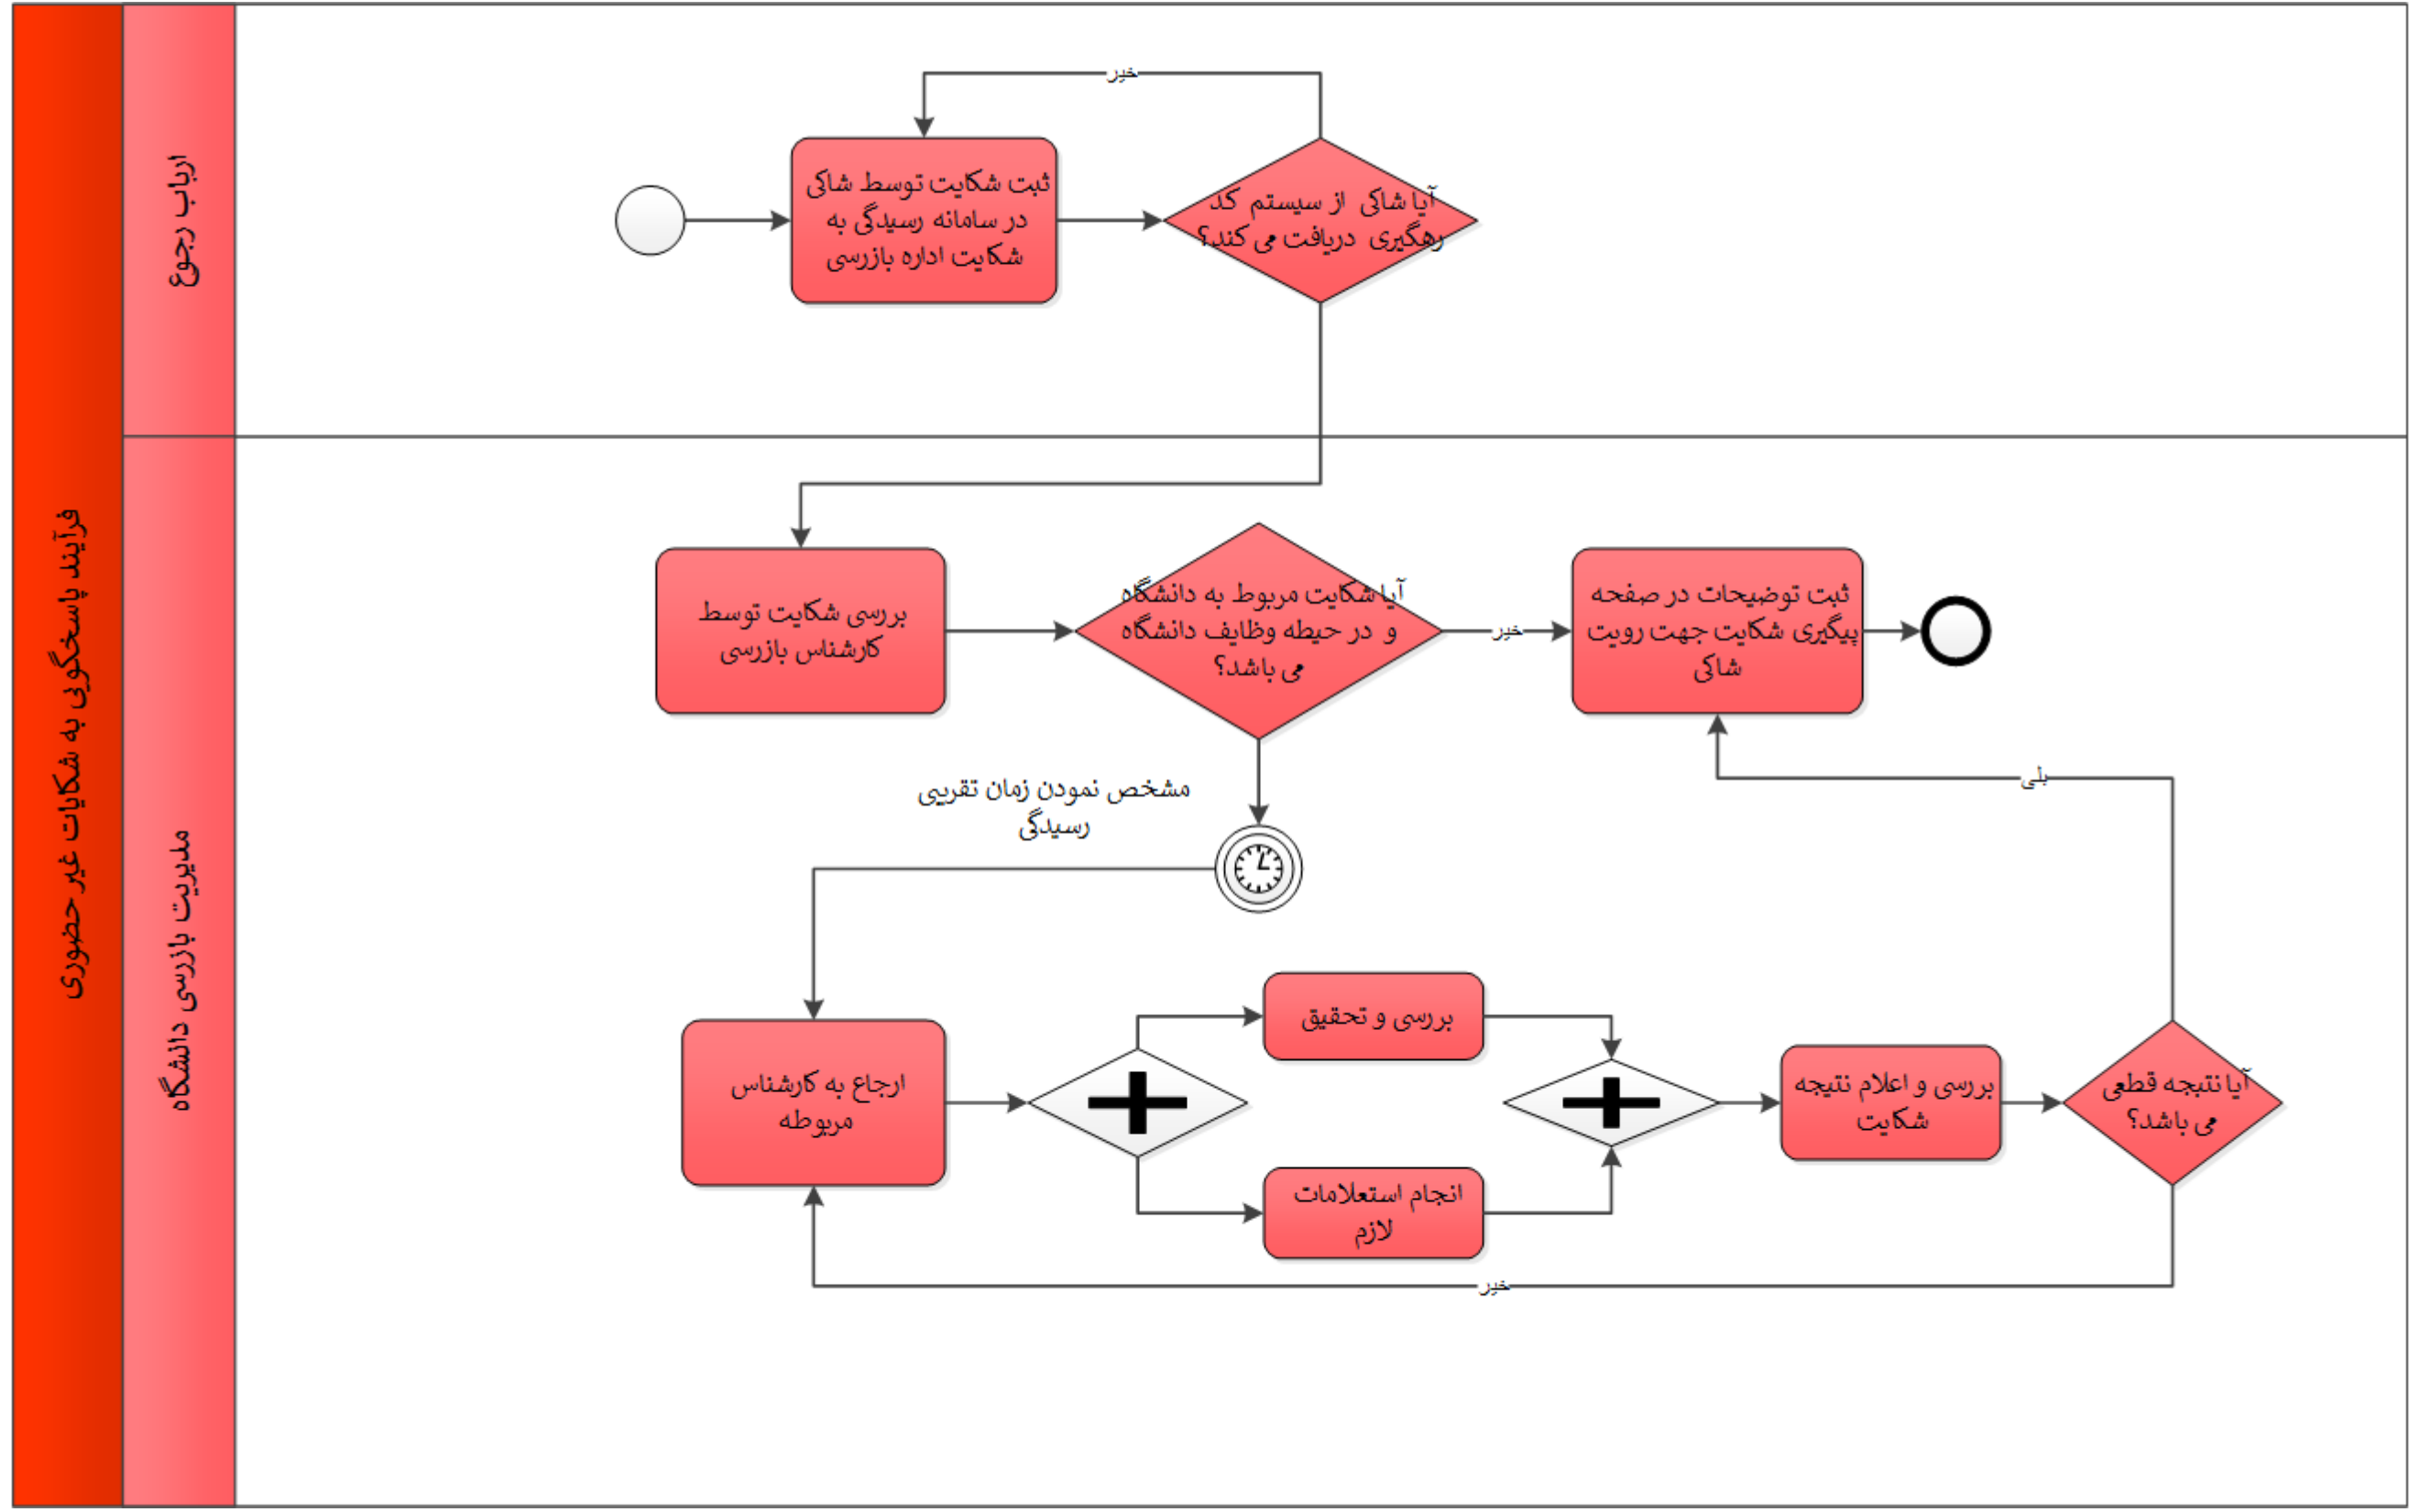 فرآیند پاسخگویی به شکایات غیر حضوری
ارباب رجوع
خیر
ثبت شکایت توسط شاکی
در سامانه رسیدگی به
شکایت اداره بازرسی
آیا شاکی از سیستم کد
رهگیری دریافت می کند؟
مدیریت بازرسی دانشگاه
بررسی شکایت توسط
کارشناس بازرسی
آیا شکایت مربوط به دانشگاه
و در حیطه وظایف دانشگاه
می باشد؟
خیر
ثبت توضیحات در صفحه
پیگیری شکایت جهت رویت
شاکی
مشخص نمودن زمان تقریبی
رسیدگی
بلی
ارجاع به کارشناس
مربوطه
بررسی و تحقیق
انجام استعلامات
لازم
بررسی و اعلام نتیجه
شکایت
آیا نتیجه قطعی
می باشد؟
خیر